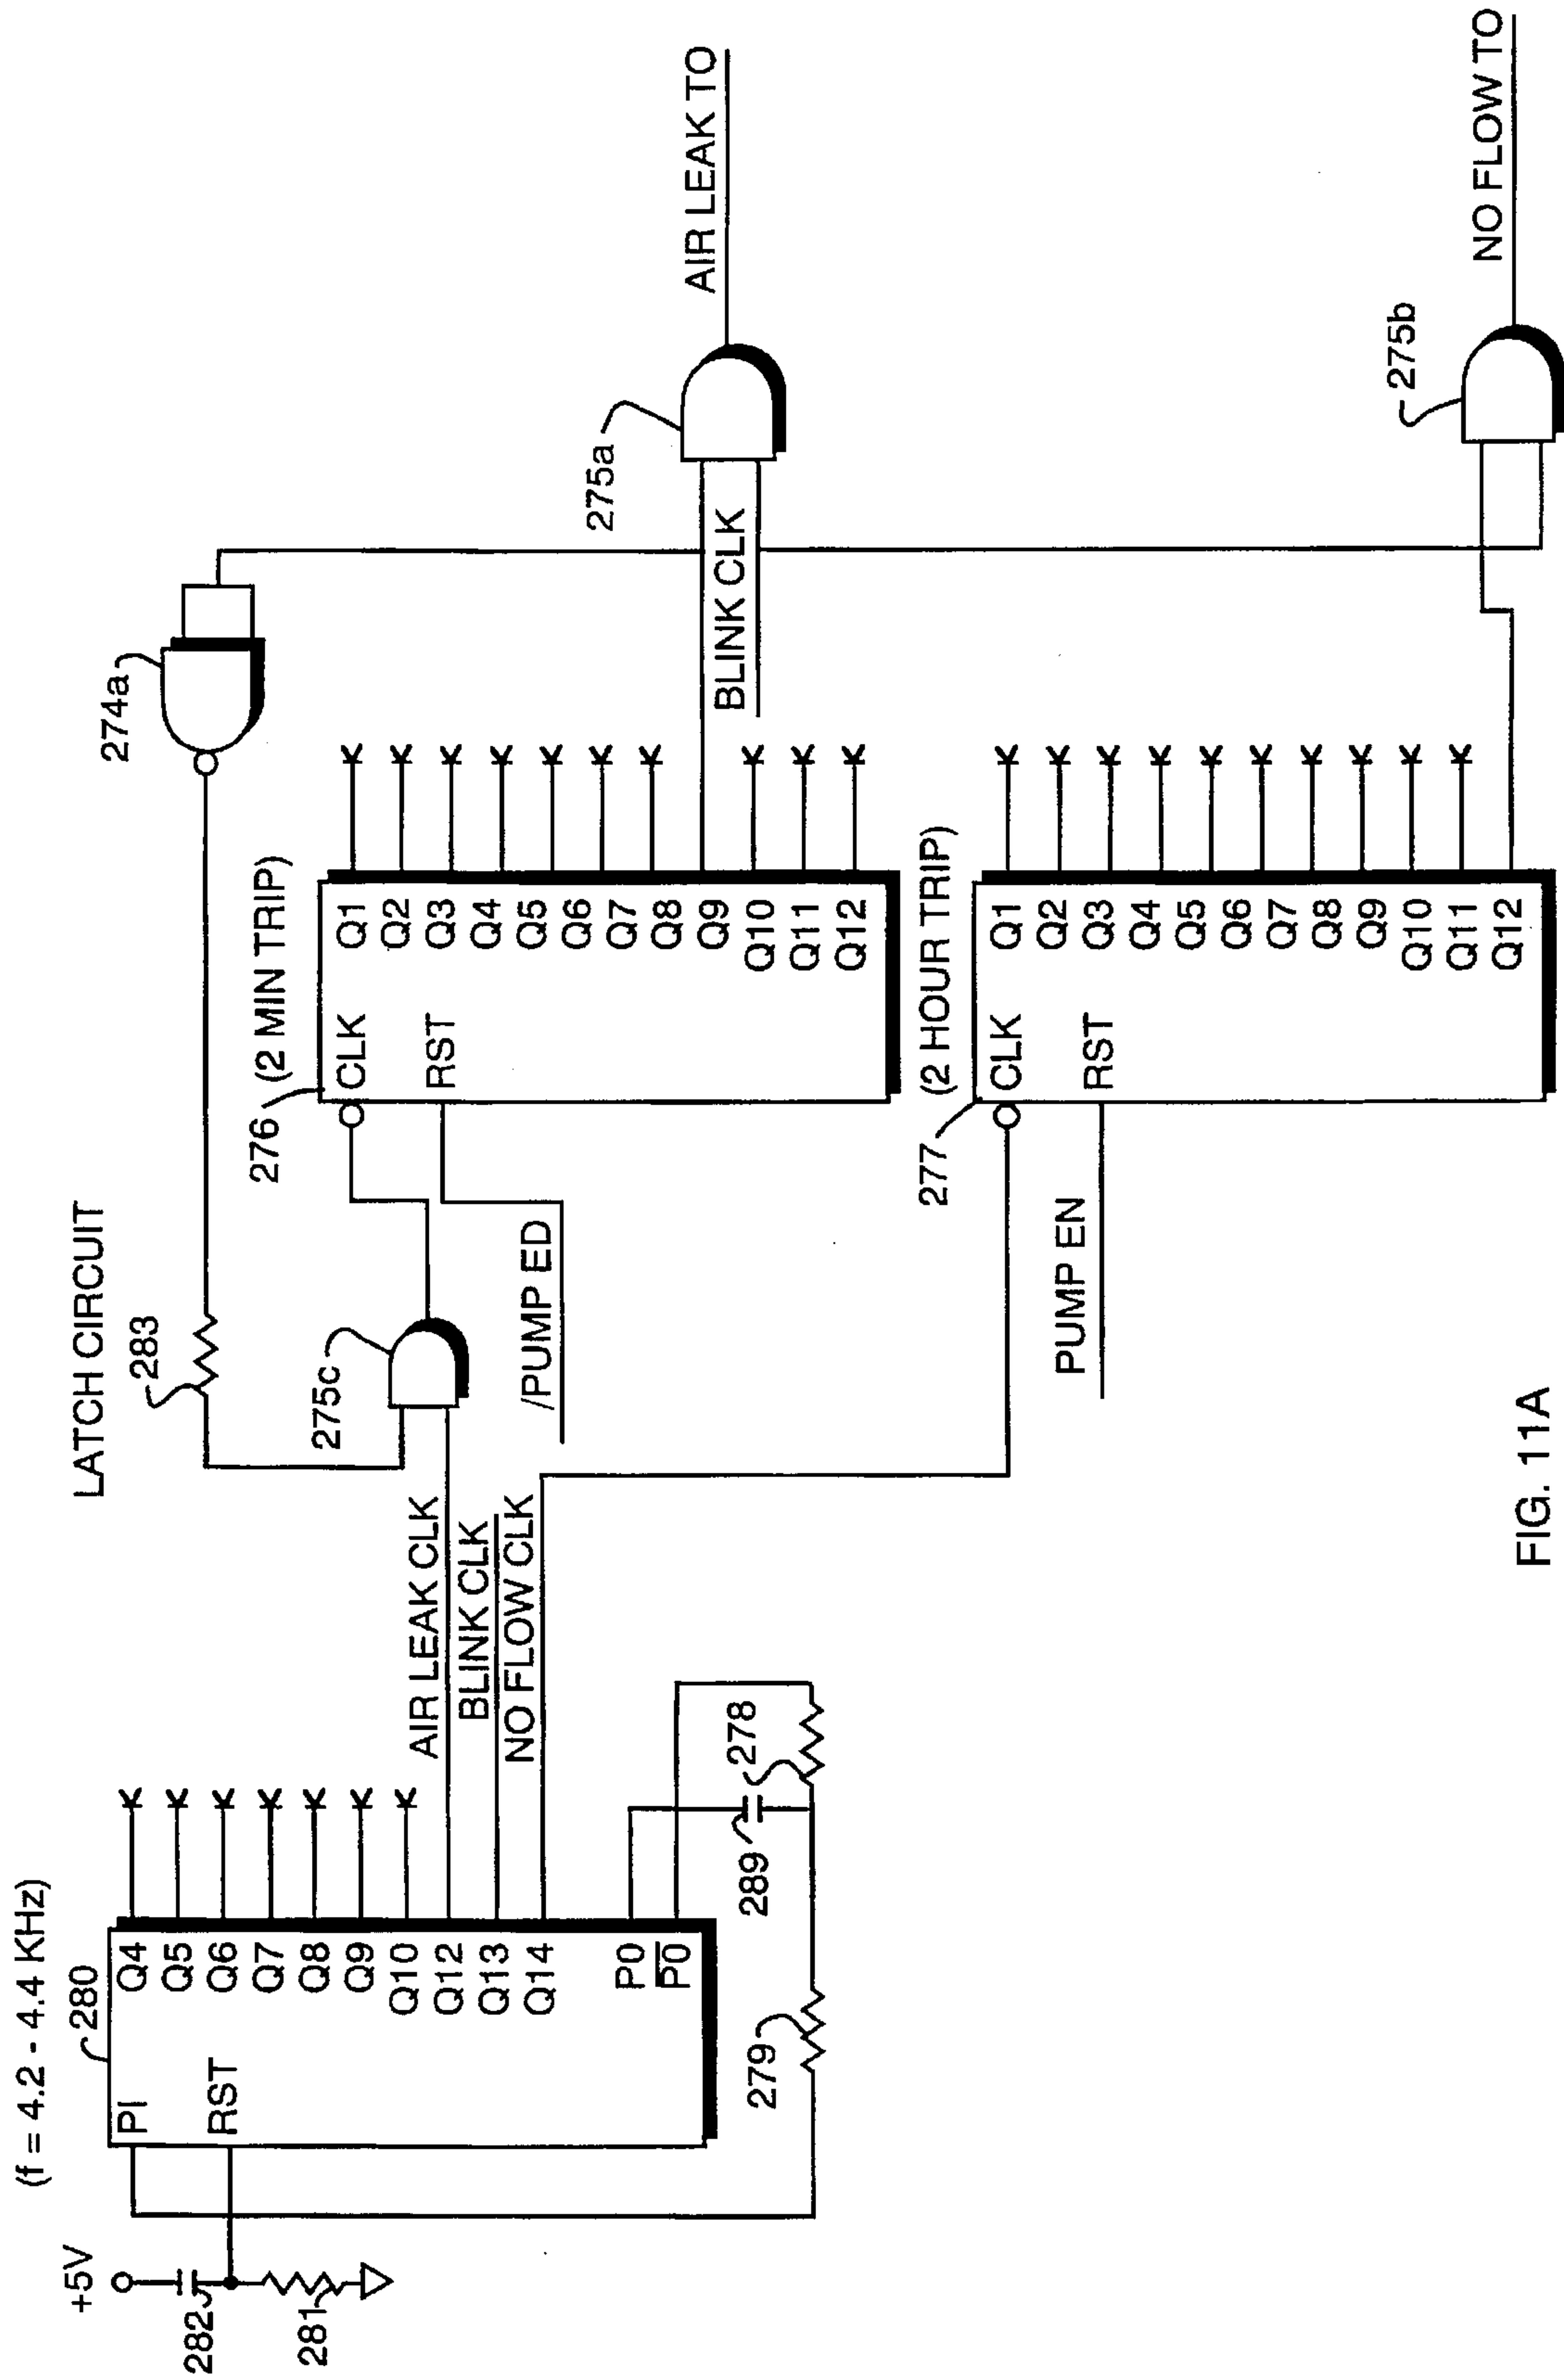 (f = 4.2 - 4.4 KHz)
+5V
282
281
280
PI
RST
Q4
Q5
Q6
Q7
Q8
Q9
Q10
Q12
Q13
Q14
P0
P0
279
289
278
AIR LEAK CLK
BLINK CLK
NO FLOW CLK
LATCH CIRCUIT
283
275c
/PUMP ED
PUMP EN
274a
276
(2 MIN TRIP)
CLK
RST
Q1
Q2
Q3
Q4
Q5
Q6
Q7
Q8
Q9
Q10
Q11
Q12
277
(2 HOUR TRIP)
CLK
RST
Q1
Q2
Q3
Q4
Q5
Q6
Q7
Q8
Q9
Q10
Q11
Q12
BLINK CLK
275a
AIR LEAK TO
275b
NO FLOW TO
FIG. 11A